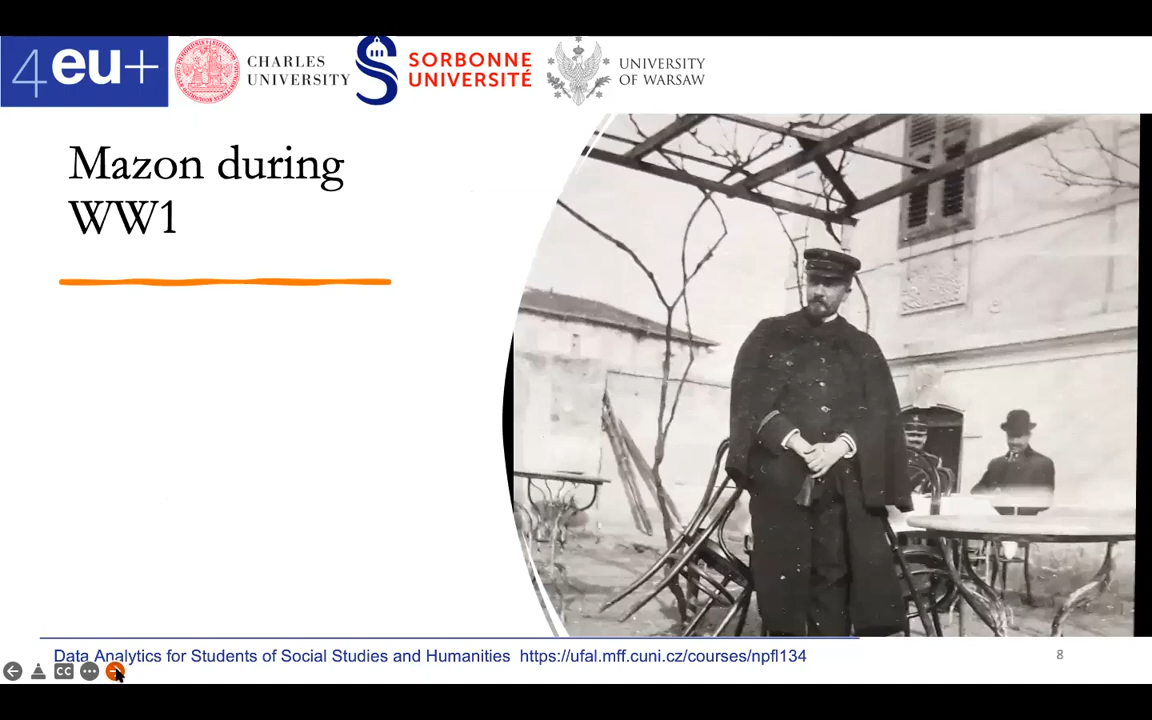 4eu+
CHARLES
UNIVERSITY
SORBONNE
UNIVERSITÉ
UNIVERSITY
OF WARSAW
Mazon during
WW1
Data Analytics for Students of Social Studies and Humanities https://ufal.mff.cuni.cz/courses/npfl134
8
CC